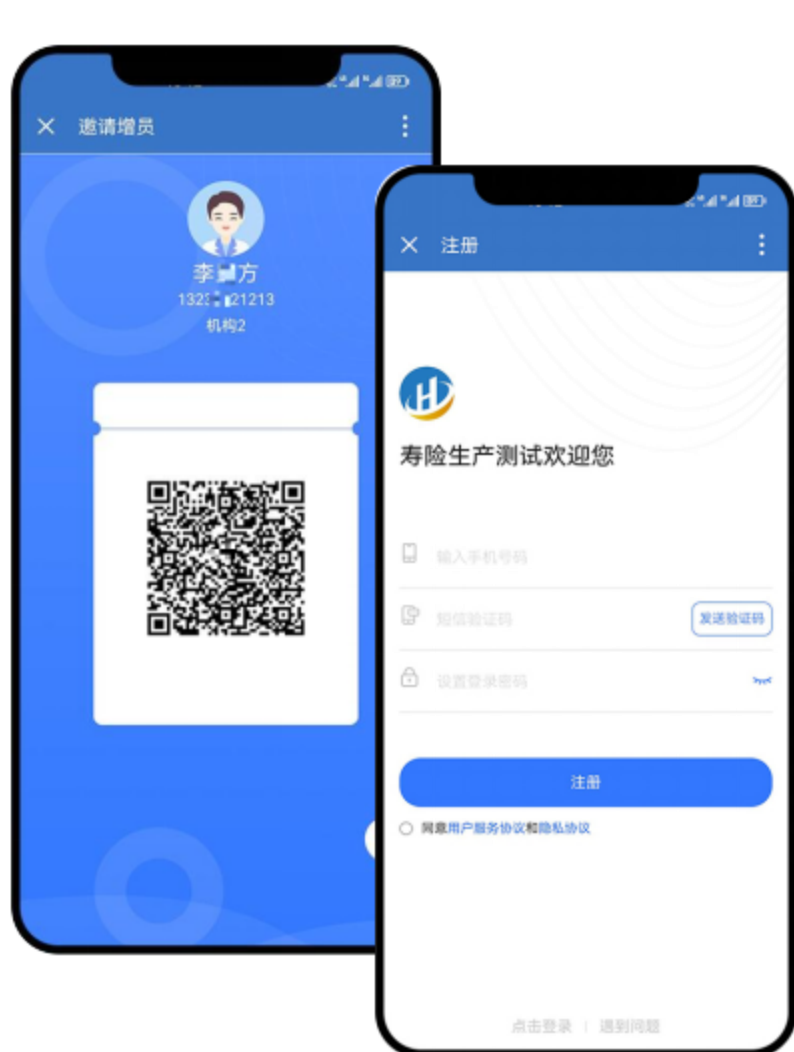 邀请增员
李 方
132 21213
机构2
注册
寿险生产测试欢迎您
输入手机号码
短信验证码
发送验证码
设置登录密码
注册
同意用户服务协议和隐私协议
点击登录 | 遇到问题